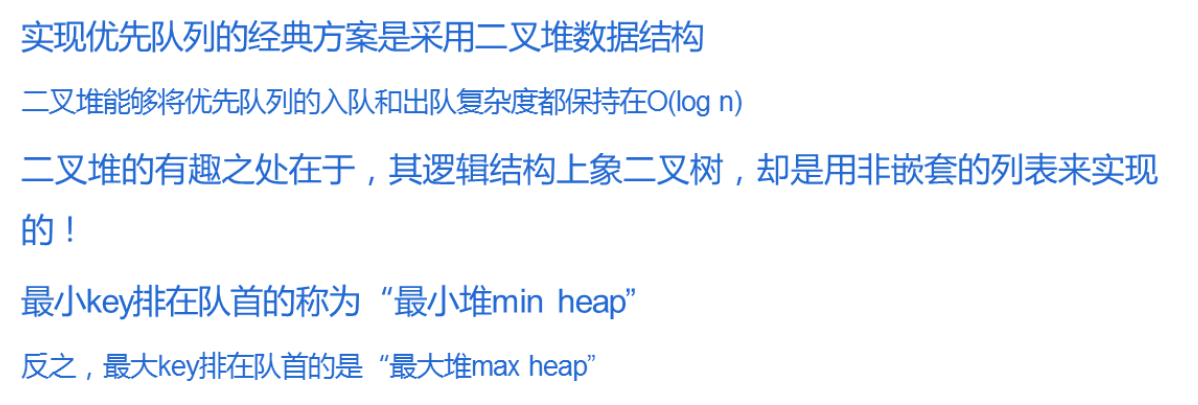 实现优先队列的经典方案是采用二叉堆数据结构
二叉堆能够将优先队列的入队和出队复杂度都保持在O(log n)
二叉堆的有趣之处在于，其逻辑结构上象二叉树，却是用非嵌套的列表来实现
的！
最小key排在队首的称为“最小堆min heap”
反之，最大key排在队首的是“最大堆max heap”